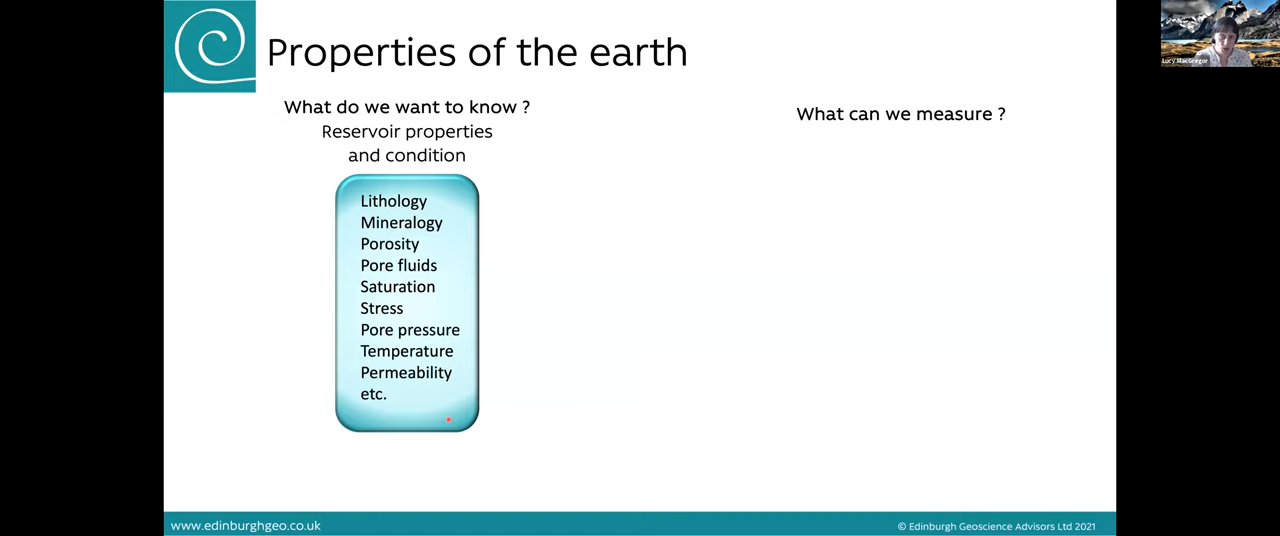 Properties of the earth
What do we want to know ?
Reservoir properties
and condition
Lithology
Mineralogy
Porosity
Pore fluids
Saturation
Stress
Pore pressure
Temperature
Permeability
etc.
What can we measure ?
Lucy MacGregor
www.edinburghgeo.co.uk
© Edinburgh Geoscience Advisors Ltd 2021